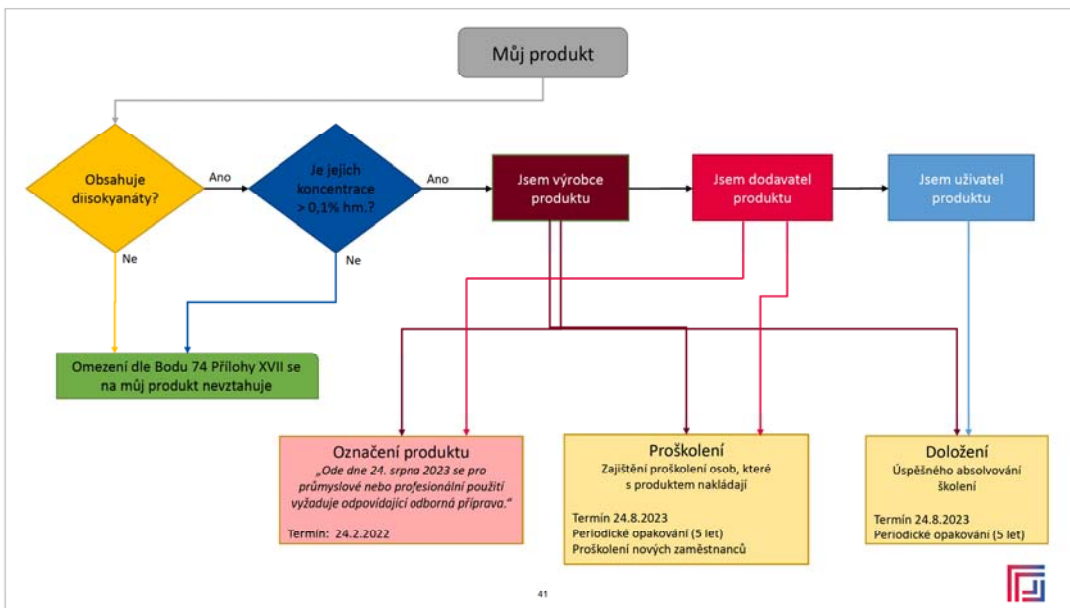 Můj produkt
Obsahuje
diisokyanáty?
Ano
Je jejich
koncentrace
> 0,1% hm.?
Ano
Jsem výrobce
produktu
Jsem dodavatel
produktu
Jsem uživatel
produktu
Ne
Ne
Omezení dle Bodu 74 Přílohy XVII se
na můj produkt nevztahuje
Označení produktu
„Ode dne 24. srpna 2023 se pro
průmyslové nebo profesionální použití
vyžaduje odpovídající odborná příprava.“
Termín: 24.2.2022
Proškolení
Zajištění proškolení osob, které
s produktem nakládají
Termín 24.8.2023
Periodické opakování (5 let)
Proškolení nových zaměstnanců
Doložení
Úspěšného absolvování
školení
Termín 24.8.2023
Periodické opakování (5 let)
41